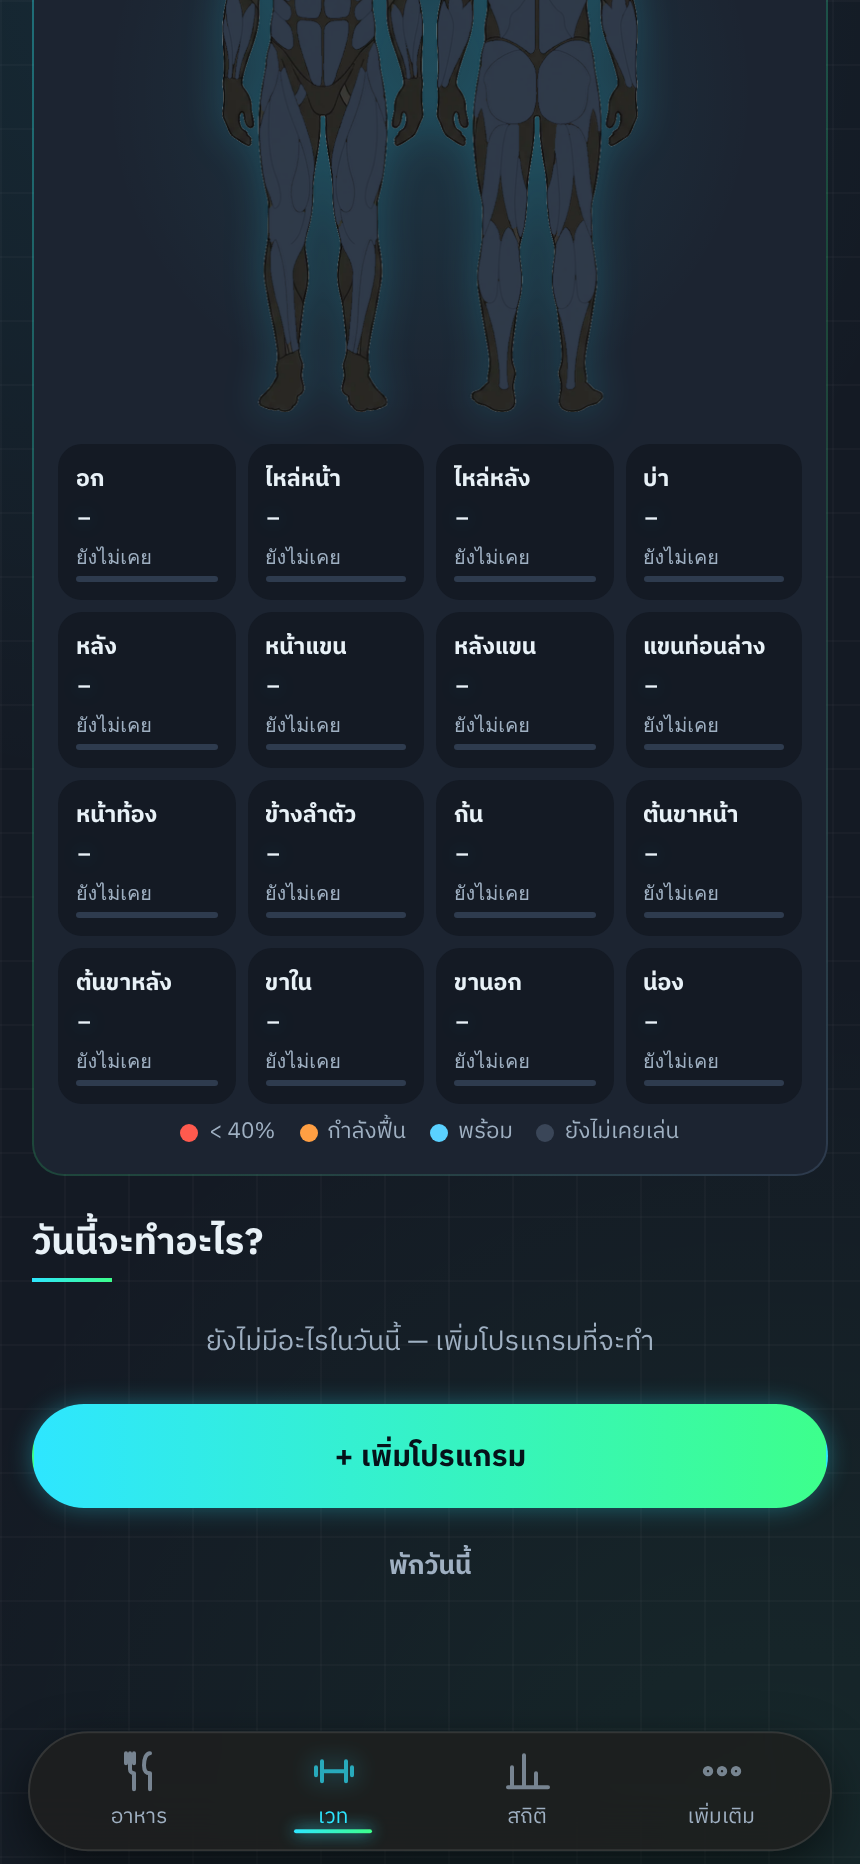 อก ไหล่หน้า ไหล่หลัง บ่า
– – – –
ยังไม่เคย ยังไม่เคย ยังไม่เคย ยังไม่เคย
หลัง หน้าแขน หลังแขน แขนท่อนล่าง
– – – –
ยังไม่เคย ยังไม่เคย ยังไม่เคย ยังไม่เคย
หน้าท้อง ข้างลำตัว ก้น ต้นขาหน้า
– – – –
ยังไม่เคย ยังไม่เคย ยังไม่เคย ยังไม่เคย
ต้นขาหลัง ขาใน ขานอก น่อง
– – – –
ยังไม่เคย ยังไม่เคย ยังไม่เคย ยังไม่เคย
< 40% กำลังฟื้น พร้อม ยังไม่เคยเล่น
วันนี้จะทำอะไร?
ยังไม่มีอะไรในวันนี้ — เพิ่มโปรแกรมที่จะทำ
+ เพิ่มโปรแกรม
พักวันนี้
อาหาร เวท สถิติ เพิ่มเติม